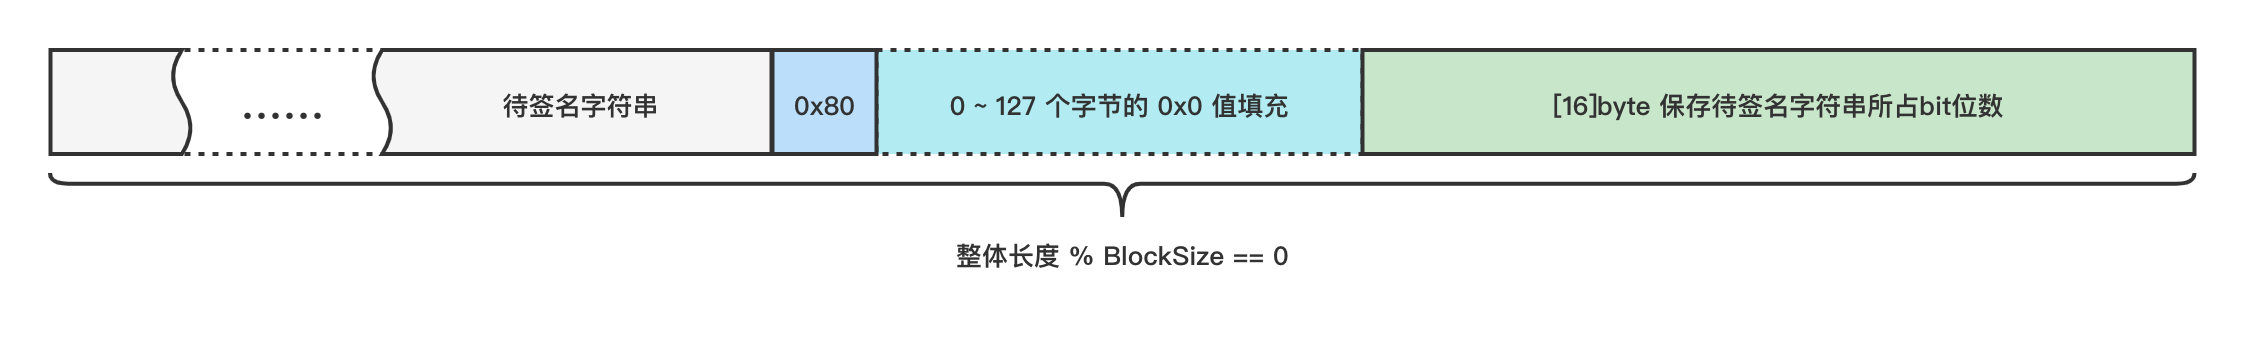 ...... 待签名字符串 0x80 0 ~ 127 个字节的 0x0 值填充 [16]byte 保存待签名字符串所占bit位数
整体长度 % BlockSize == 0